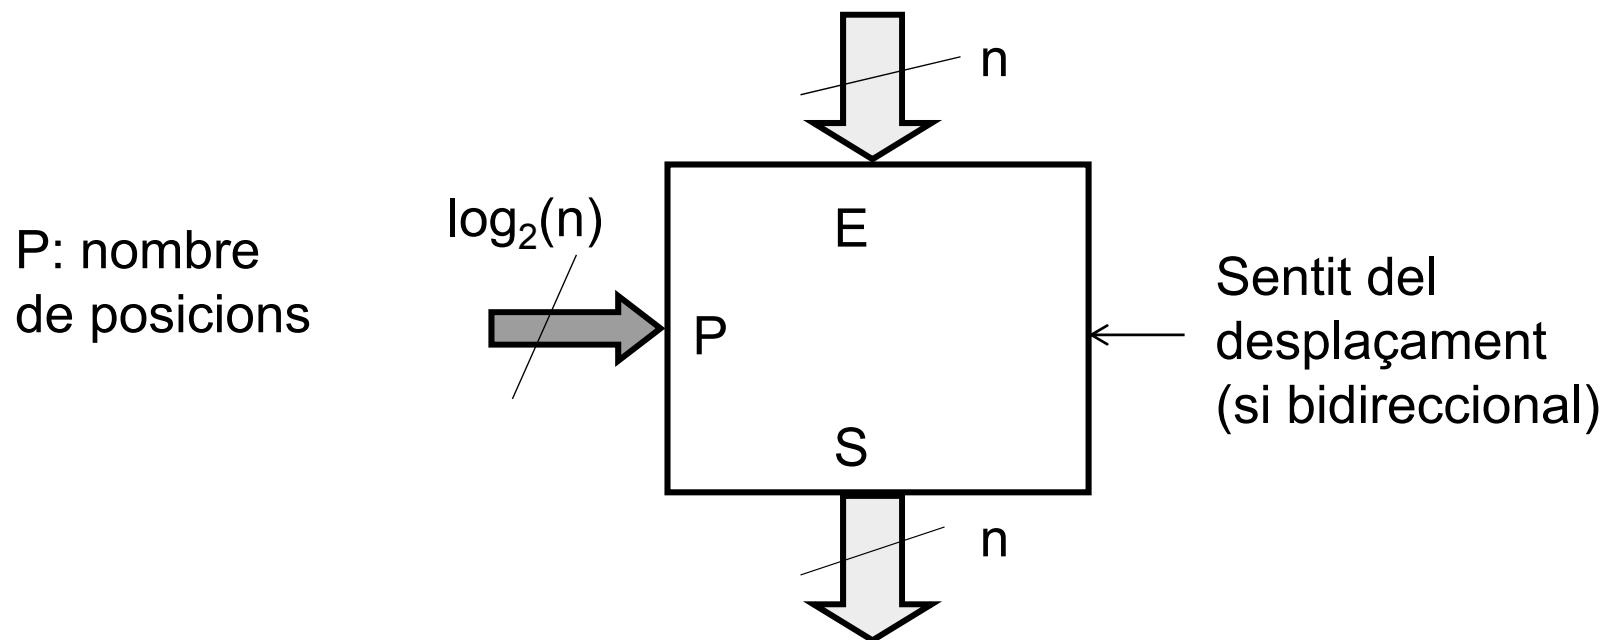 n
log₂(n)
P: nombre
de posicions
E
P
Sentit del
desplaçament
(si bidireccional)
S
n